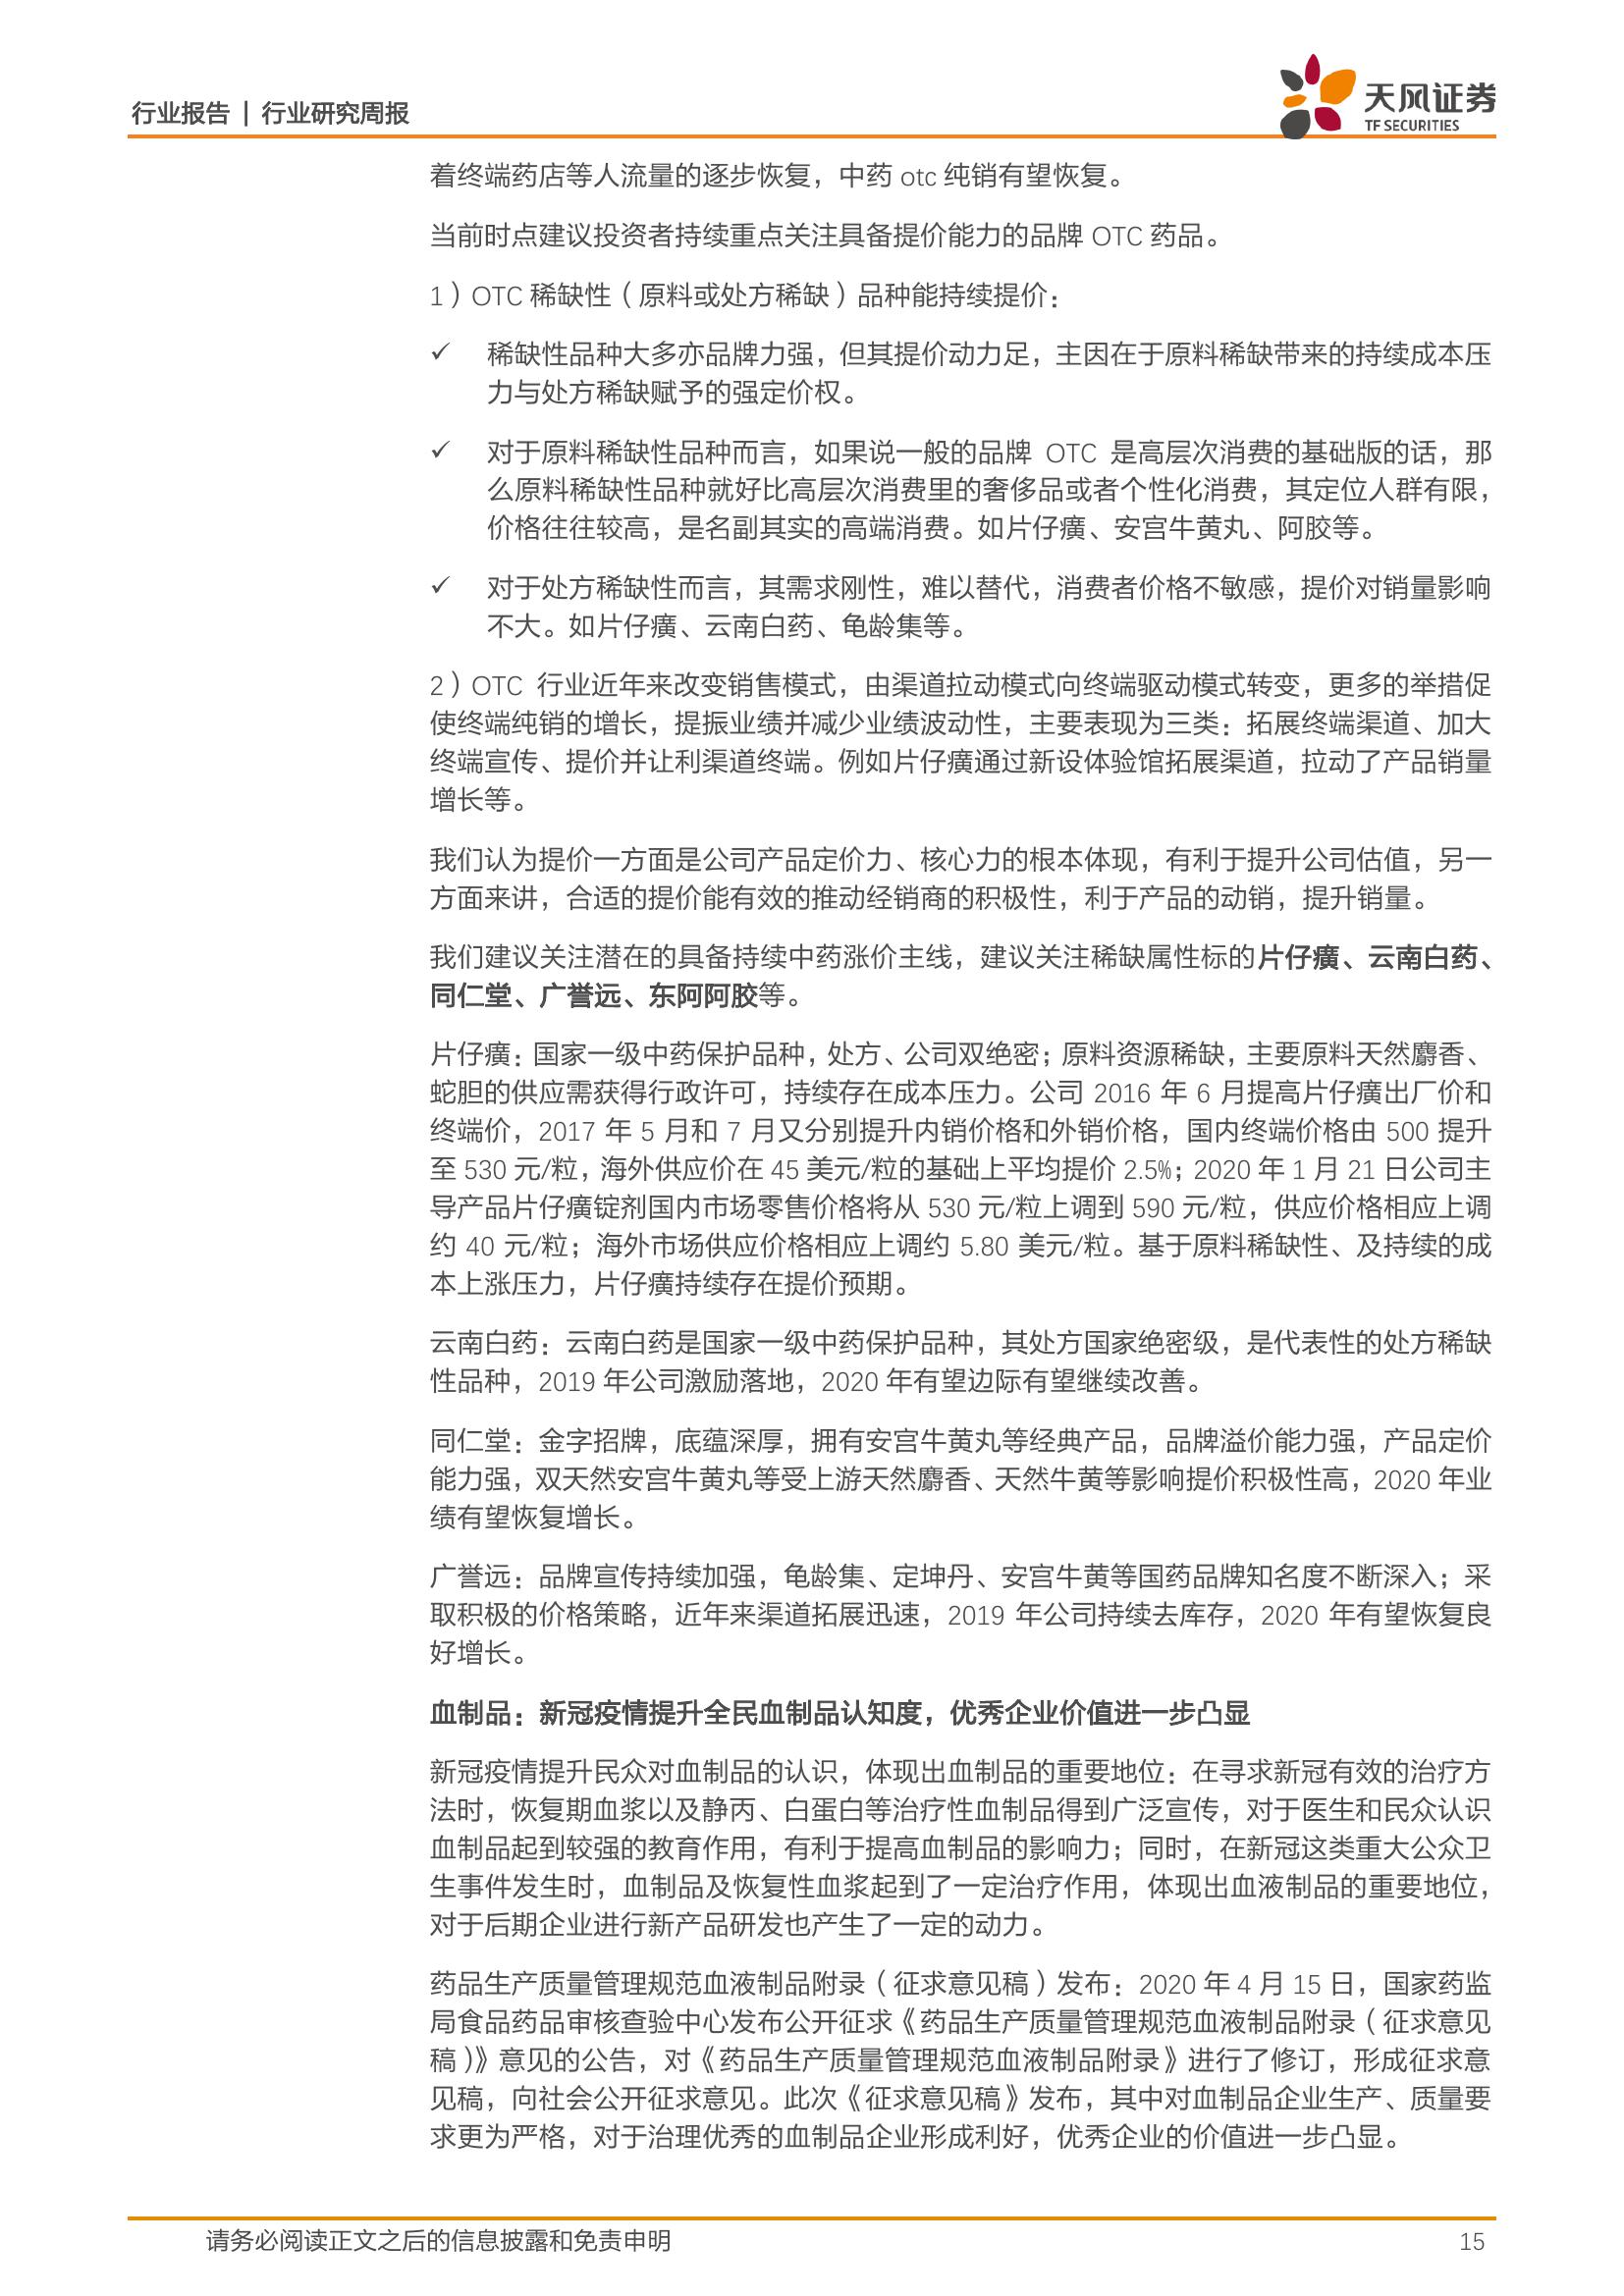 行业报告 | 行业研究周报
天风证券
TF SECURITIES
着终端药店等人流量的逐步恢复，中药 otc 纯销有望恢复。
当前时点建议投资者持续重点关注具备提价能力的品牌 OTC 药品。
1）OTC 稀缺性（原料或处方稀缺）品种能持续提价：
✓ 稀缺性品种大多亦品牌力强，但其提价动力足，主因在于原料稀缺带来的持续成本压
力与处方稀缺赋予的强定价权。
✓ 对于原料稀缺性品种而言，如果说一般的品牌 OTC 是高层次消费的基础版的话，那
么原料稀缺性品种就好比高层次消费里的奢侈品或者个性化消费，其定位人群有限，
价格往往较高，是名副其实的高端消费。如片仔癀、安宫牛黄丸、阿胶等。
✓ 对于处方稀缺性而言，其需求刚性，难以替代，消费者价格不敏感，提价对销量影响
不大。如片仔癀、云南白药、龟龄集等。
2）OTC 行业近年来改变销售模式，由渠道拉动模式向终端驱动模式转变，更多的举措促
使终端纯销的增长，提振业绩并减少业绩波动性，主要表现为三类：拓展终端渠道、加大
终端宣传、提价并让利渠道终端。例如片仔癀通过新设体验馆拓展渠道，拉动了产品销量
增长等。
我们认为提价一方面是公司产品定价力、核心力的根本体现，有利于提升公司估值，另一
方面来讲，合适的提价能有效的推动经销商的积极性，利于产品的动销，提升销量。
我们建议关注潜在的具备持续中药涨价主线，建议关注稀缺属性标的片仔癀、云南白药、
同仁堂、广誉远、东阿阿胶等。
片仔癀：国家一级中药保护品种，处方、公司双绝密；原料资源稀缺，主要原料天然麝香、
蛇胆的供应需获得行政许可，持续存在成本压力。公司 2016 年 6 月提高片仔癀出厂价和
终端价，2017 年 5 月和 7 月又分别提升内销价格和外销价格，国内终端价格由 500 提升
至 530 元/粒，海外供应价在 45 美元/粒的基础上平均提价 2.5%；2020 年 1 月 21 日公司主
导产品片仔癀锭剂国内市场零售价格将从 530 元/粒上调到 590 元/粒，供应价格相应上调
约 40 元/粒；海外市场供应价格相应上调约 5.80 美元/粒。基于原料稀缺性、及持续的成
本上涨压力，片仔癀持续存在提价预期。
云南白药：云南白药是国家一级中药保护品种，其处方国家绝密级，是代表性的处方稀缺
性品种，2019 年公司激励落地，2020 年有望边际有望继续改善。
同仁堂：金字招牌，底蕴深厚，拥有安宫牛黄丸等经典产品，品牌溢价能力强，产品定价
能力强，双天然安宫牛黄丸等受上游天然麝香、天然牛黄等影响提价积极性高，2020 年业
绩有望恢复增长。
广誉远：品牌宣传持续加强，龟龄集、定坤丹、安宫牛黄等国药品牌知名度不断深入；采
取积极的价格策略，近年来渠道拓展迅速，2019 年公司持续去库存，2020 年有望恢复良
好增长。
血制品：新冠疫情提升全民血制品认知度，优秀企业价值进一步凸显
新冠疫情提升民众对血制品的认识，体现出血制品的重要地位：在寻求新冠有效的治疗方
法时，恢复期血浆以及静丙、白蛋白等治疗性血制品得到广泛宣传，对于医生和民众认识
血制品起到较强的教育作用，有利于提高血制品的影响力；同时，在新冠这类重大公众卫
生事件发生时，血制品及恢复性血浆起到了一定治疗作用，体现出血液制品的重要地位，
对于后期企业进行新产品研发也产生了一定的动力。
药品生产质量管理规范血液制品附录（征求意见稿）发布：2020 年 4 月 15 日，国家药监
局食品药品审核查验中心发布公开征求《药品生产质量管理规范血液制品附录（征求意见
稿）》意见的公告，对《药品生产质量管理规范血液制品附录》进行了修订，形成征求意
见稿，向社会公开征求意见。此次《征求意见稿》发布，其中对血制品企业生产、质量要
求更为严格，对于治理优秀的血制品企业形成利好，优秀企业的价值进一步凸显。
请务必阅读正文之后的信息披露和免责申明
15